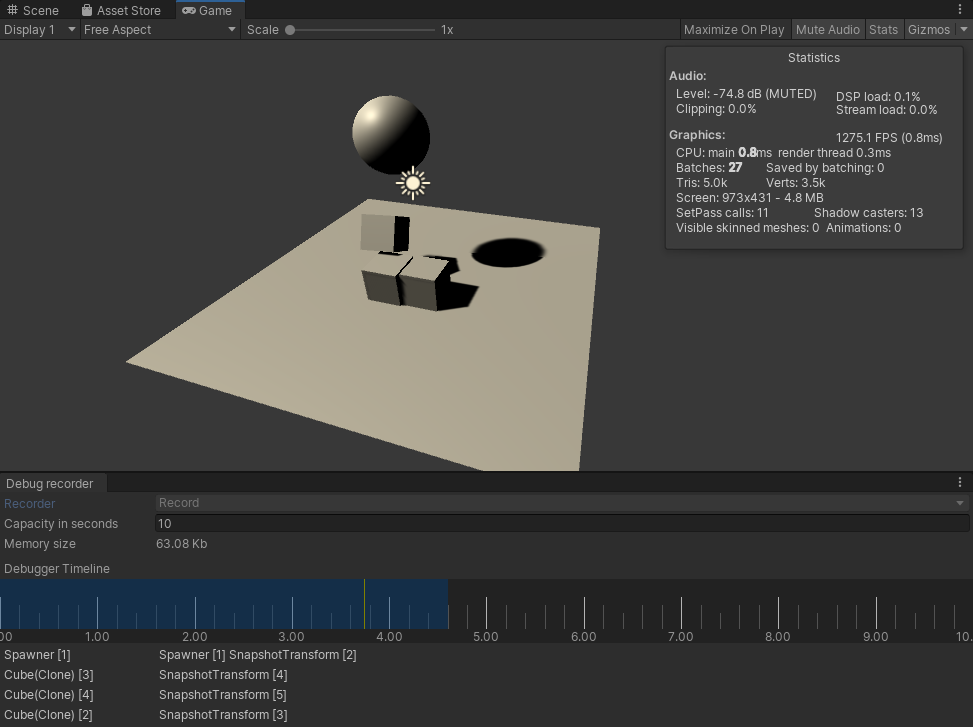 Scene Asset Store Game
Display 1 Free Aspect Scale 1x Maximize On Play Mute Audio Stats Gizmos
Statistics
Audio:
Level: -74.8 dB (MUTED) DSP load: 0.1%
Clipping: 0.0% Stream load: 0.0%
Graphics: 1275.1 FPS (0.8ms)
CPU: main 0.8ms render thread 0.3ms
Batches: 27 Saved by batching: 0
Tris: 5.0k Verts: 3.5k
Screen: 973x431 - 4.8 MB
SetPass calls: 11 Shadow casters: 13
Visible skinned meshes: 0 Animations: 0
Debug recorder
Recorder Record
Capacity in seconds 10
Memory size 63.08 Kb
Debugger Timeline
00 1.00 2.00 3.00 4.00 5.00 6.00 7.00 8.00 9.00 10.
Spawner [1] Spawner [1] SnapshotTransform [2]
Cube(Clone) [3] SnapshotTransform [4]
Cube(Clone) [4] SnapshotTransform [5]
Cube(Clone) [2] SnapshotTransform [3]